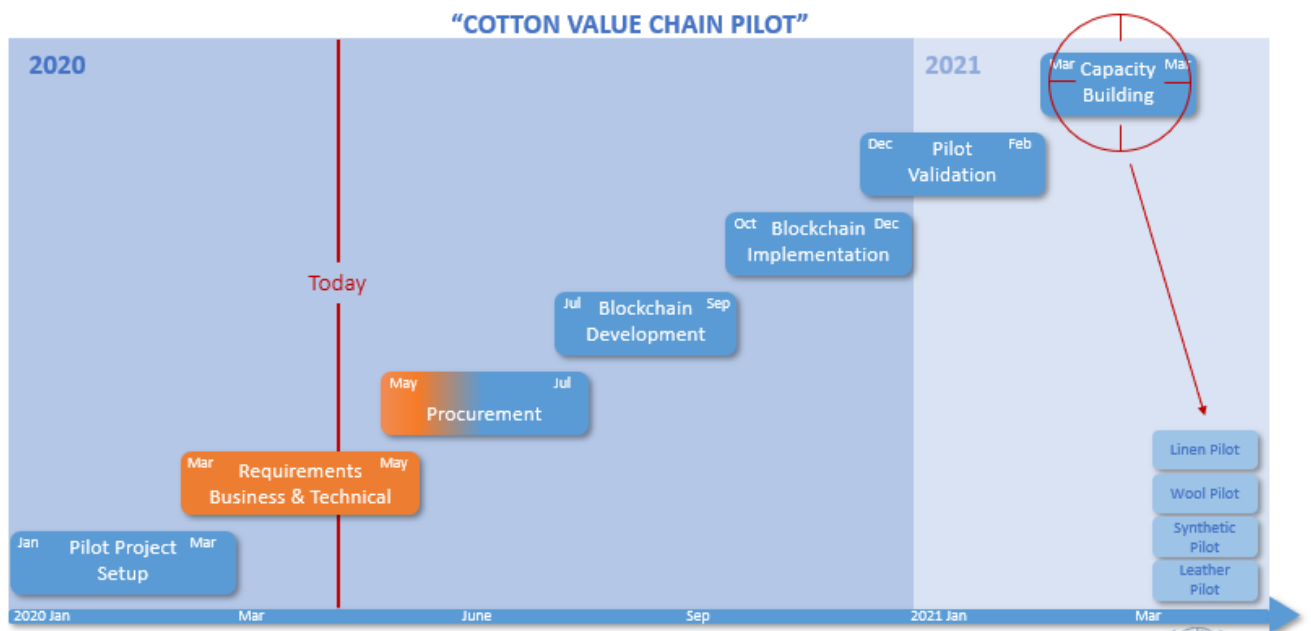 “COTTON VALUE CHAIN PILOT”
2020
2021
Mar Capacity Mar
Building
Dec Pilot Feb
Validation
Oct Blockchain Dec
Implementation
Today
Jul Blockchain Sep
Development
May Jul
Procurement
Linen Pilot
Mar Requirements May
Business & Technical
Wool Pilot
Synthetic
Pilot
Jan Pilot Project Mar
Setup
Leather
Pilot
2020 Jan Mar June Sep 2021 Jan Mar